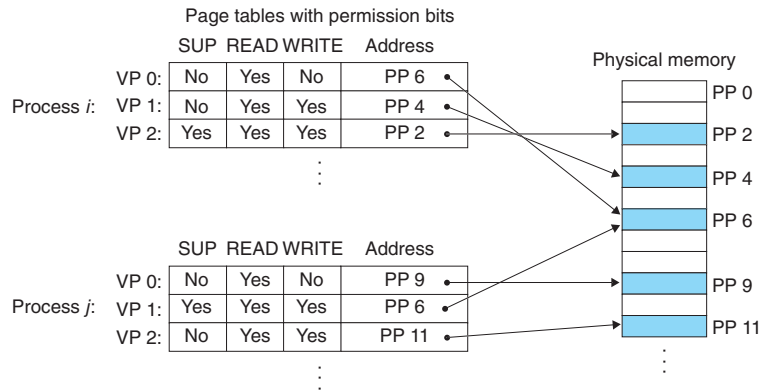 Page tables with permission bits
SUP READ WRITE Address
Process i:
VP 0: No Yes No PP 6
VP 1: No Yes Yes PP 4
VP 2: Yes Yes Yes PP 2
SUP READ WRITE Address
Process j:
VP 0: No Yes No PP 9
VP 1: Yes Yes Yes PP 6
VP 2: No Yes Yes PP 11
Physical memory
PP 0
PP 2
PP 4
PP 6
PP 9
PP 11